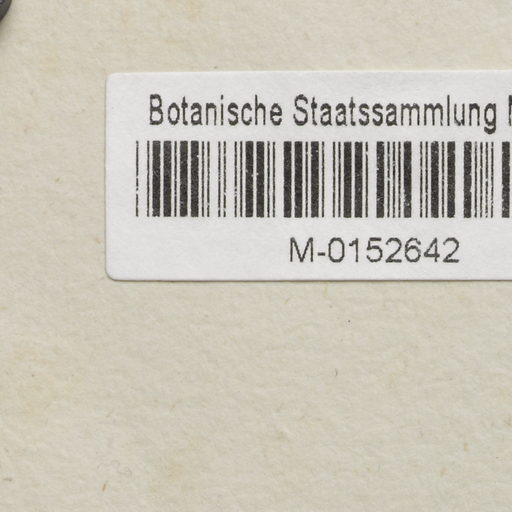 Botanische Staatssammlung
M-0152642